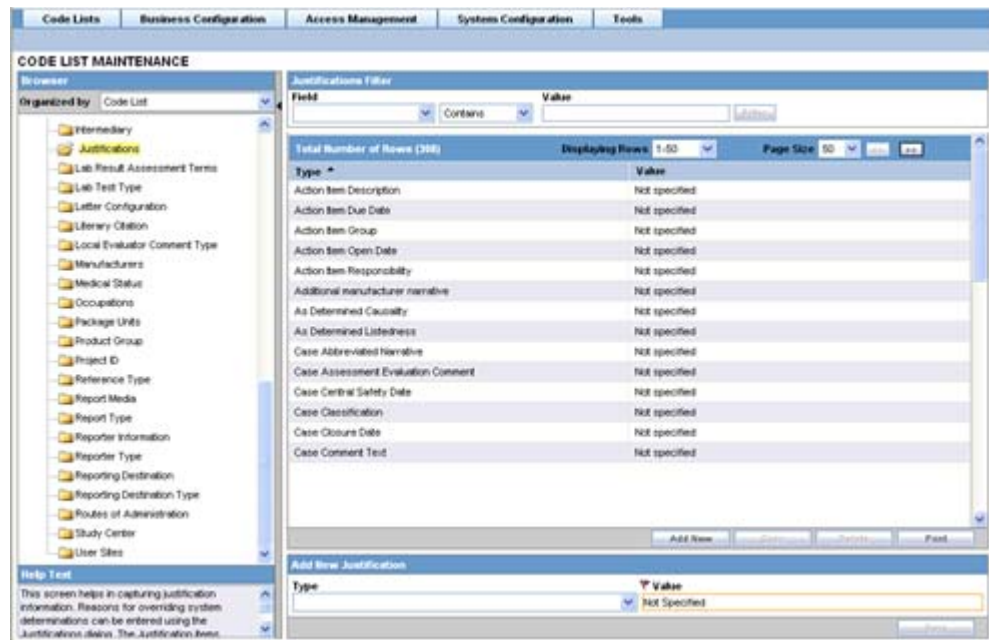 Code Lists Business Configuration Access Management System Configuration Tools
CODE LIST MAINTENANCE
Browser
Organized by Code List
Intermediary
Justifications
Lab Result Assessment Terms
Lab Test Type
Letter Configuration
Literary Citation
Local Evaluator Comment Type
Manufacturers
Medical Status
Occupations
Package Units
Product Group
Project ID
Reference Type
Report Media
Report Type
Reporter Information
Reporter Type
Reporting Destination
Reporting Destination Type
Routes of Administration
Study Center
User Sites
Help Text
This screen helps in capturing justification
information. Reasons for overriding system
determinations can be entered using the
Justifications dialog. The Justification items
Justifications Filter
Field Value
Contains
Total Number of Rows (308) Displaying Rows 1-50 Page Size 50
Type Value
Action Item Description Not specified
Action Item Due Date Not specified
Action Item Group Not specified
Action Item Open Date Not specified
Action Item Responsibility Not specified
Additional manufacturer narrative Not specified
As Determined Causality Not specified
As Determined Listedness Not specified
Case Abbreviated Narrative Not specified
Case Assessment Evaluation Comment Not specified
Case Central Safety Date Not specified
Case Classification Not specified
Case Closure Date Not specified
Case Comment Text Not specified
Add New Copy Delete Print
Add New Justification
Type Value
Not Specified